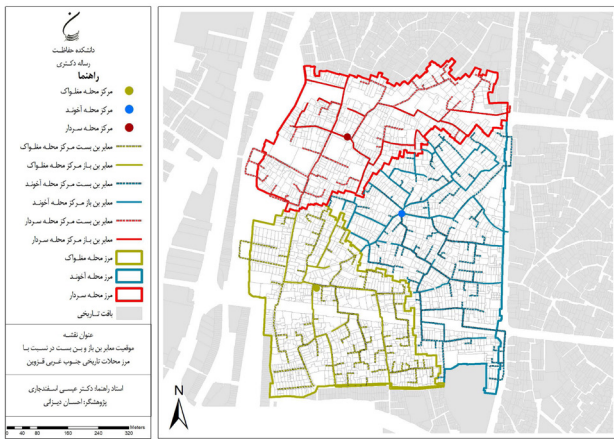 دانشکده حفاظت
رساله دکتری
راهنما
مرکز محله مغلواک
مرکز محله آخوند
مرکز محله سردار
معابر بن بست مرکز محله مغلواک
معابر بن باز مرکز محله مغلواک
معابر بن بست مرکز محله آخوند
معابر بن باز مرکز محله آخوند
معابر بن بست مرکز محله سردار
معابر بن باز مرکز محله سردار
مرز محله مغلواک
مرز محله آخوند
مرز محله سردار
بافت تاریخی
عنوان نقشه
موقعیت معابر بن باز و بن بست در نسبت با
مرز محلات تاریخی جنوب غربی قزوین
استاد راهنما: دکتر عیسی اسفنجاری
پژوهشگر: احسان دیزانی
Meters
0 40 80 160 240 320
N